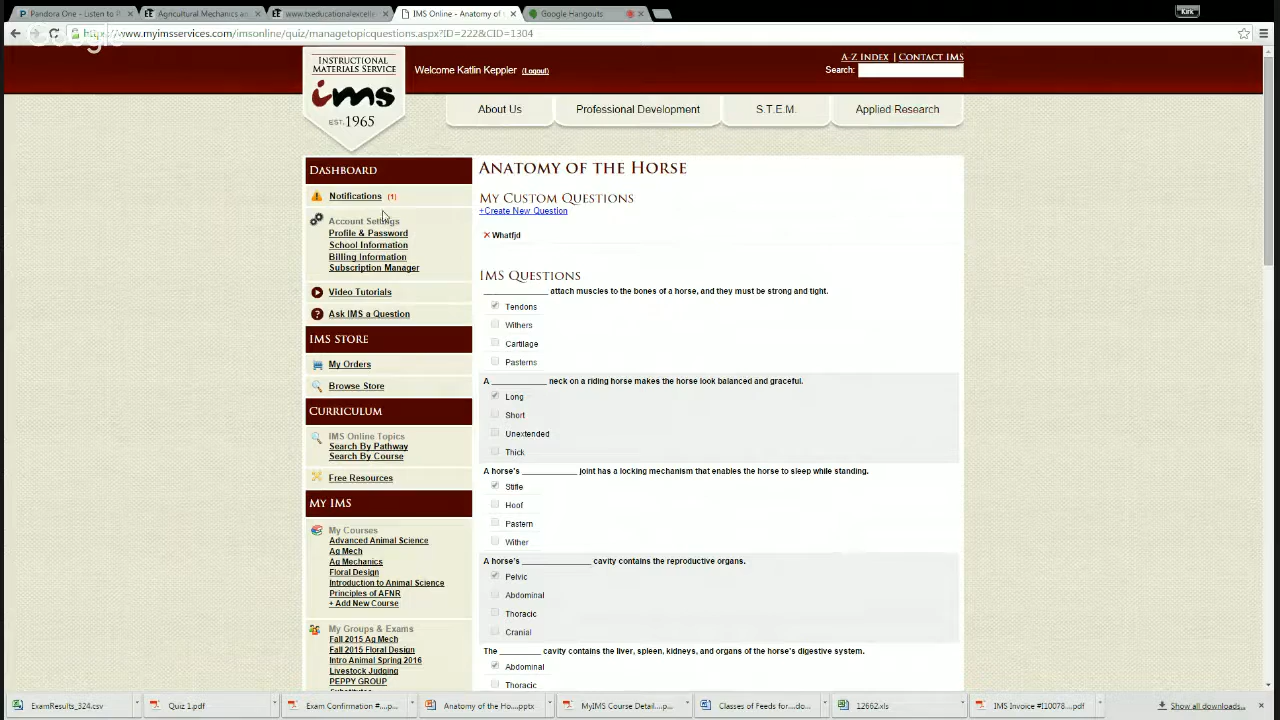 Pandora One - Listen to P
Agricultural Mechanics an
www.txeducationalexcelle
IMS Online - Anatomy of t
Google Hangouts
Kirk
Google
https://www.myimsservices.com/imsonline/quiz/managetopicquestions.aspx?ID=222&CID=1304
INSTRUCTIONAL
MATERIALS SERVICE
ims
EST. 1965
Welcome Katlin Keppler (Logout)
A-Z INDEX | CONTACT IMS
Search:
About Us
Professional Development
S.T.E.M.
Applied Research
DASHBOARD
Notifications (1)
Account Settings
Profile & Password
School Information
Billing Information
Subscription Manager
Video Tutorials
Ask IMS a Question
IMS STORE
My Orders
Browse Store
CURRICULUM
IMS Online Topics
Search By Pathway
Search By Course
Free Resources
MY IMS
My Courses
Advanced Animal Science
Ag Mech
Ag Mechanics
Floral Design
Introduction to Animal Science
Principles of AFNR
+ Add New Course
My Groups & Exams
Fall 2015 Ag Mech
Fall 2015 Floral Design
Intro Animal Spring 2016
Livestock Judging
PEPPY GROUP
ANATOMY OF THE HORSE
MY CUSTOM QUESTIONS
+Create New Question
Whatfjd
IMS QUESTIONS
_____________ attach muscles to the bones of a horse, and they must be strong and tight.
Tendons
Withers
Cartilage
Pasterns
A ___________ neck on a riding horse makes the horse look balanced and graceful.
Long
Short
Unextended
Thick
A horse's ___________ joint has a locking mechanism that enables the horse to sleep while standing.
Stifle
Hoof
Pastern
Wither
A horse's ______________ cavity contains the reproductive organs.
Pelvic
Abdominal
Thoracic
Cranial
The ________ cavity contains the liver, spleen, kidneys, and organs of the horse's digestive system.
Abdominal
Thoracic
ExamResults_324.csv
Quiz 1.pdf
Exam Confirmation #....pdf
Anatomy of the Ho....pptx
MyIMS Course Detail....pdf
Classes of Feeds for....doc
12662.xls
IMS Invoice #I10078....pdf
Show all downloads...